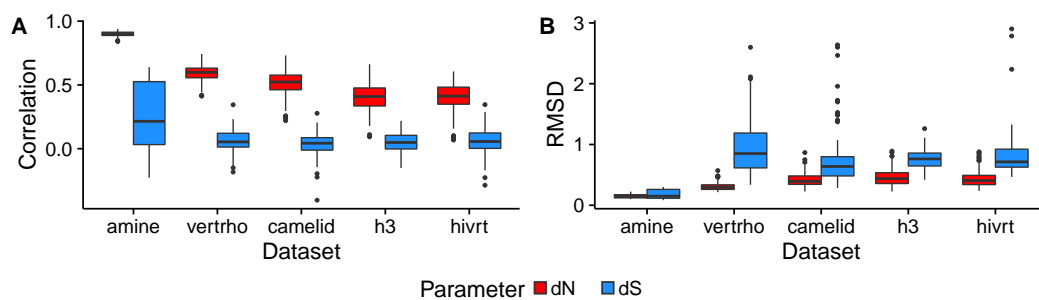 A
Correlation
1.0
0.5
0.0
amine vertrho camelid h3 hivrt
Dataset
B
RMSD
3
2
1
0
amine vertrho camelid h3 hivrt
Dataset
Parameter dN dS